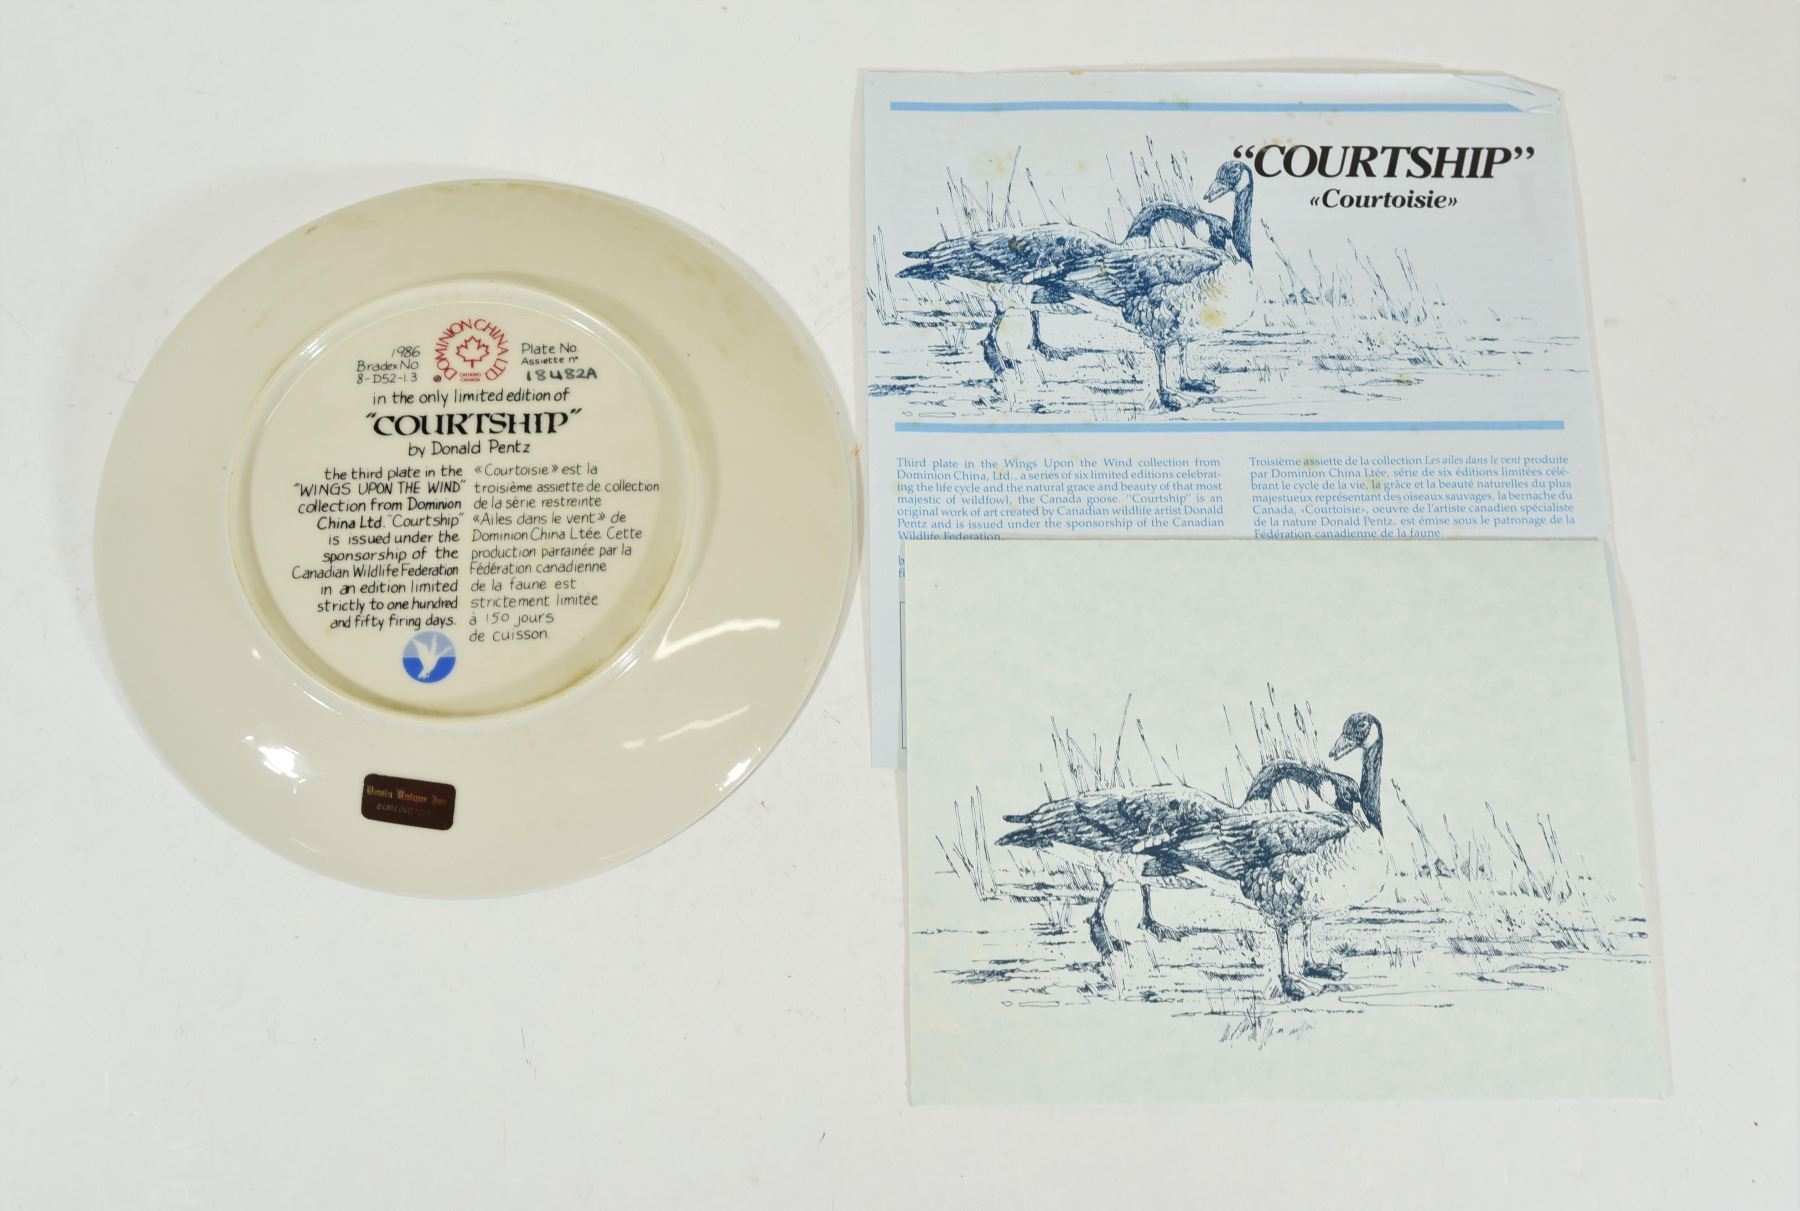 1986
Bradex No
8-D52-1.3
DOMINION CHINA LTD
ONTARIO
CANADA
Plate No
Assiette n°
18482A
in the only limited edition of
"COURTSHIP"
by Donald Pentz
the third plate in the
"WINGS UPON THE WIND"
collection from Dominion
China Ltd. "Courtship"
is issued under the
sponsorship of the
Canadian Wildlife Federation
in an edition limited
strictly to one hundred
and fifty firing days.
«Courtoisie» est la
troisième assiette de collection
de la série restreinte
«Ailes dans le vent» de
Dominion China Ltée. Cette
production parrainée par la
Fédération canadienne
de la faune est
strictement limitée
à 150 jours
de cuisson
BURLINGTON
“COURTSHIP”
«Courtoisie»
Third plate in the Wings Upon the Wind collection from
Dominion China, Ltd., a series of six limited editions celebrat-
ing the life cycle and the natural grace and beauty of that most
majestic of wildfowl, the Canada goose. "Courtship" is an
original work of art created by Canadian wildlife artist Donald
Pentz and is issued under the sponsorship of the Canadian
Wildlife Federation.
Troisième assiette de la collection Les ailes dans le vent produite
par Dominion China Ltée, série de six éditions limitées célé-
brant le cycle de la vie, la grâce et la beauté naturelles du plus
majestueux représentant des oiseaux sauvages, la bernache du
Canada, «Courtoisie», oeuvre de l'artiste canadien spécialiste
de la nature Donald Pentz, est émise sous le patronage de la
Fédération canadienne de la faune.